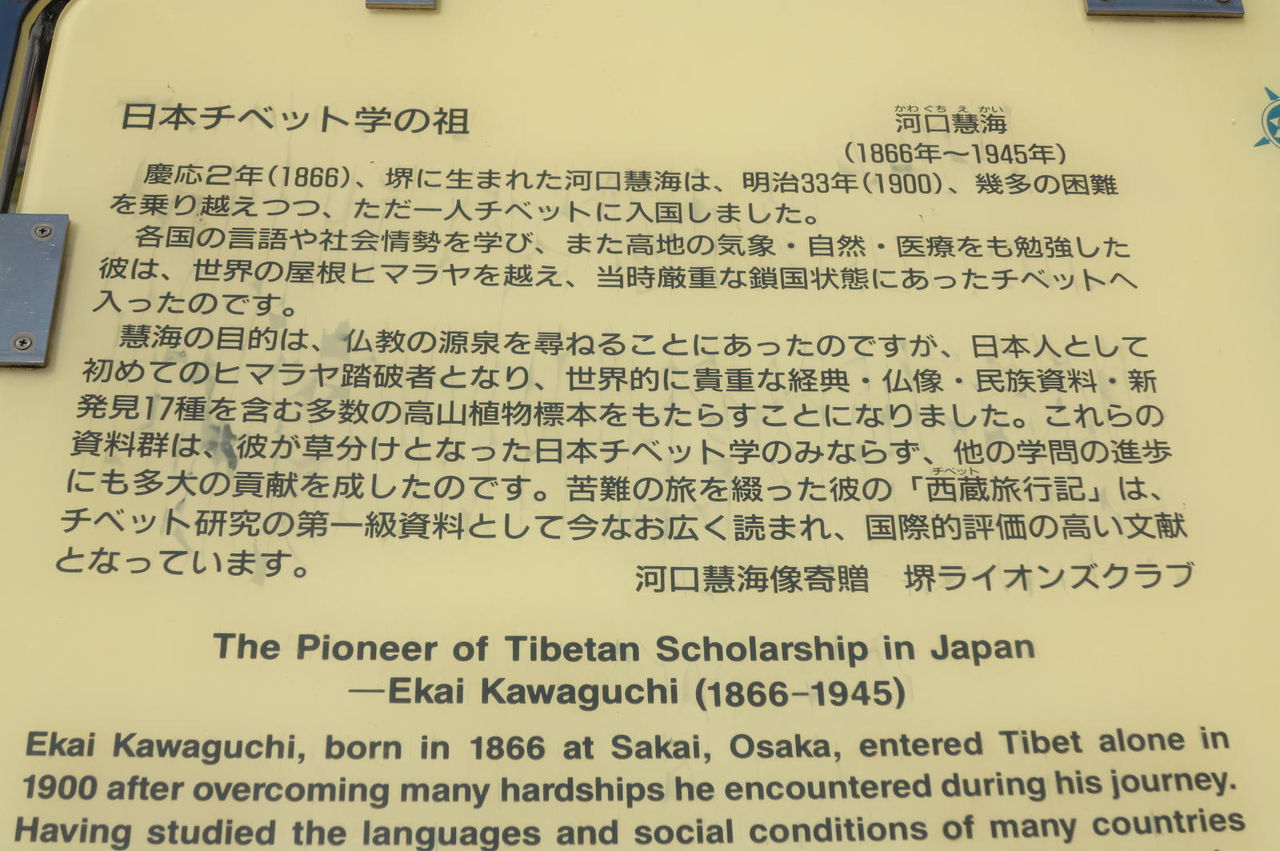 日本チベット学の祖
かわ ぐち え かい
河口慧海
(1866年〜1945年)
慶応2年(1866)、堺に生まれた河口慧海は、明治33年(1900)、幾多の困難
を乗り越えつつ、ただ一人チベットに入国しました。
各国の言語や社会情勢を学び、また高地の気象・自然・医療をも勉強した
彼は、世界の屋根ヒマラヤを越え、当時厳重な鎖国状態にあったチベットへ
入ったのです。
慧海の目的は、仏教の源泉を尋ねることにあったのですが、日本人として
初めてのヒマラヤ踏破者となり、世界的に貴重な経典・仏像・民族資料・新
発見17種を含む多数の高山植物標本をもたらすことになりました。これらの
資料群は、彼が草分けとなった日本チベット学のみならず、他の学問の進歩
チベット
にも多大の貢献を成したのです。苦難の旅を綴った彼の「西蔵旅行記」は、
チベット研究の第一級資料として今なお広く読まれ、国際的評価の高い文献
となっています。
河口慧海像寄贈 堺ライオンズクラブ
The Pioneer of Tibetan Scholarship in Japan
—Ekai Kawaguchi (1866–1945)
Ekai Kawaguchi, born in 1866 at Sakai, Osaka, entered Tibet alone in
1900 after overcoming many hardships he encountered during his journey.
Having studied the languages and social conditions of many countries